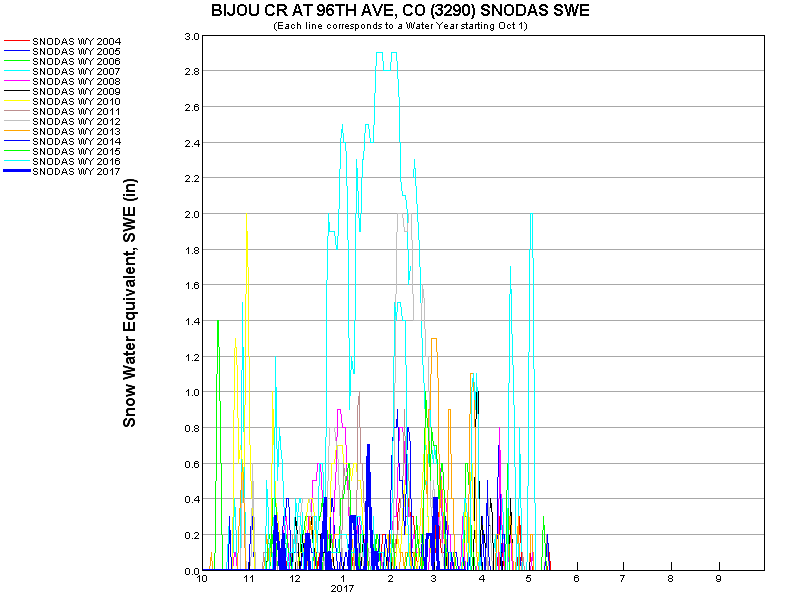 BIJOU CR AT 96TH AVE, CO (3290) SNODAS SWE
(Each line corresponds to a Water Year starting Oct 1)
SNODAS WY 2004
SNODAS WY 2005
SNODAS WY 2006
SNODAS WY 2007
SNODAS WY 2008
SNODAS WY 2009
SNODAS WY 2010
SNODAS WY 2011
SNODAS WY 2012
SNODAS WY 2013
SNODAS WY 2014
SNODAS WY 2015
SNODAS WY 2016
SNODAS WY 2017
Snow Water Equivalent, SWE (in)
3.0
2.8
2.6
2.4
2.2
2.0
1.8
1.6
1.4
1.2
1.0
0.8
0.6
0.4
0.2
0.0
10 11 12 1 2 3 4 5 6 7 8 9
2017